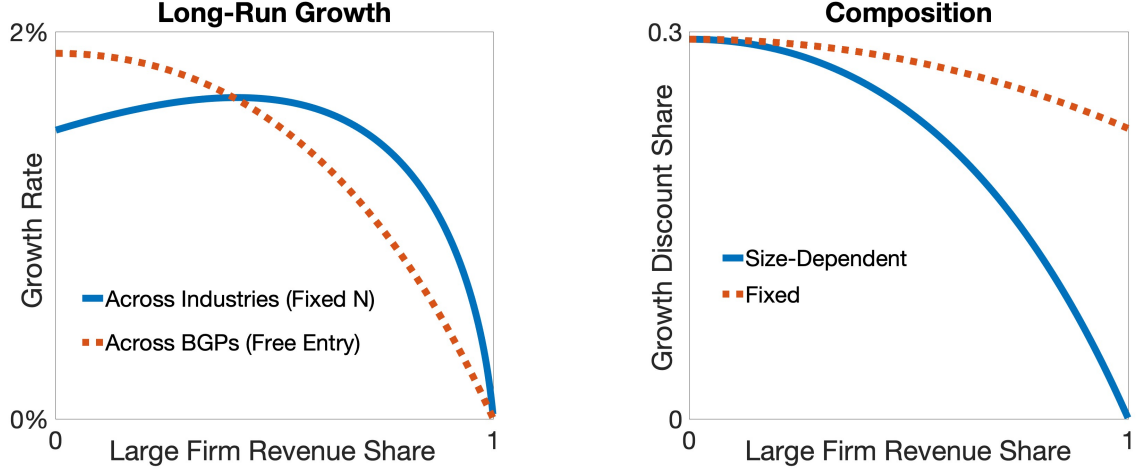 Long-Run Growth
2%
Growth Rate
Across Industries (Fixed N)
Across BGPs (Free Entry)
0%
0
1
Large Firm Revenue Share
Composition
0.3
Growth Discount Share
Size-Dependent
Fixed
0
0
1
Large Firm Revenue Share